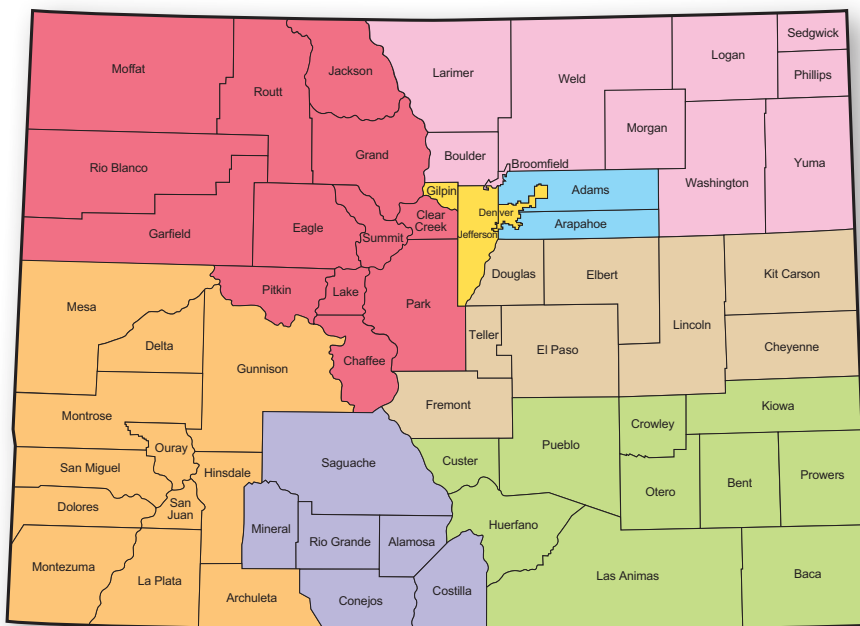 Sedgwick
Logan
Moffat
Jackson
Larimer
Phillips
Weld
Routt
Morgan
Grand
Boulder
Broomfield
Yuma
Rio Blanco
Washington
Gilpin
Adams
Denver
Clear
Creek
Arapahoe
Eagle
Garfield
Summit
Jefferson
Douglas
Elbert
Kit Carson
Pitkin
Lake
Park
Mesa
Lincoln
Teller
Delta
El Paso
Cheyenne
Chaffee
Gunnison
Fremont
Kiowa
Montrose
Crowley
Ouray
Pueblo
Custer
Saguache
San Miguel
Hinsdale
Prowers
Bent
Otero
Dolores
San
Juan
Huerfano
Mineral
Rio Grande
Alamosa
Montezuma
La Plata
Las Animas
Baca
Costilla
Archuleta
Conejos